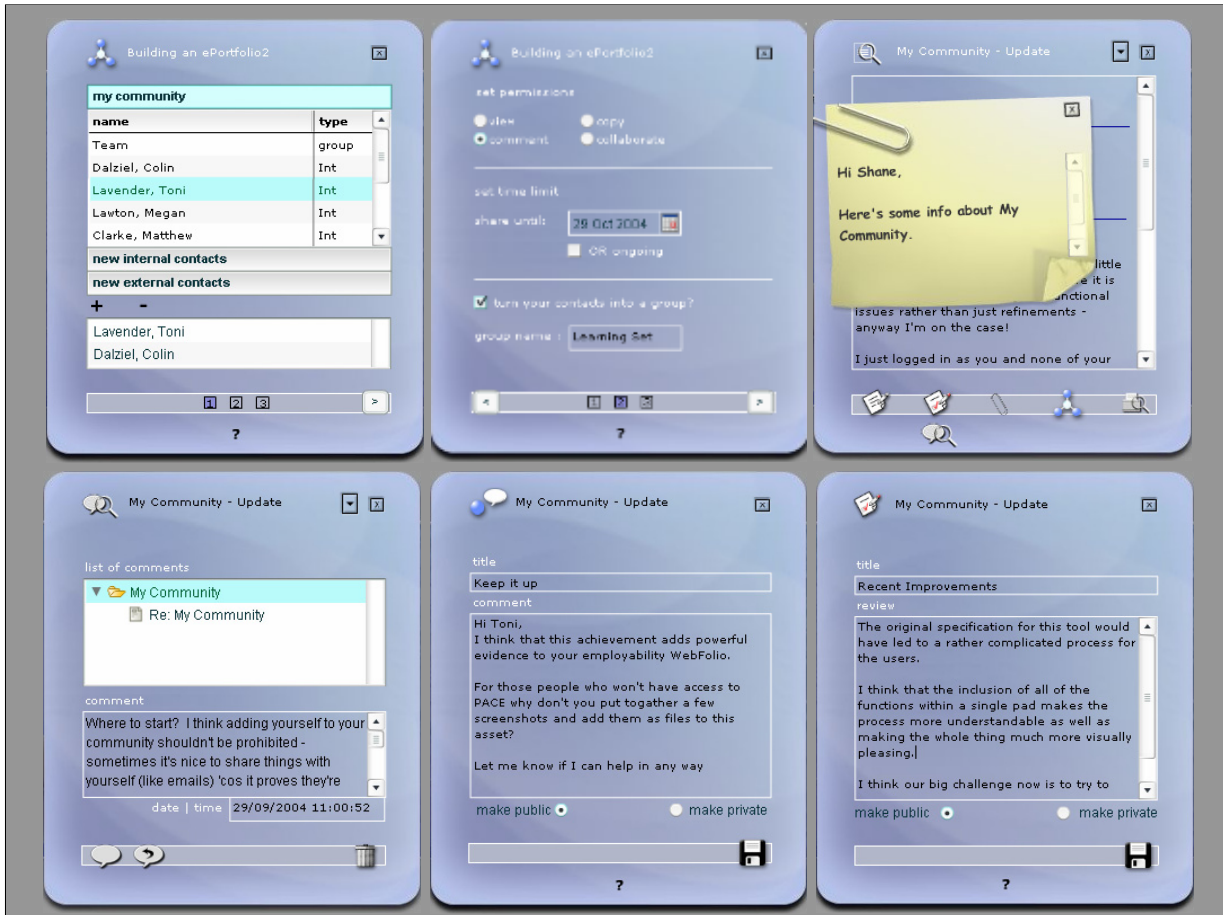 Building an ePortfolio2
my community
name type
Team group
Dalziel, Colin Int
Lavender, Toni Int
Lawton, Megan Int
Clarke, Matthew Int
new internal contacts
new external contacts
+ -
Lavender, Toni
Dalziel, Colin
1 2 3 >
?
Building an ePortfolio2
set permissions
view copy
comment collaborate
set time limit
share until: 29 Oct 2004
OR ongoing
turn your contacts into a group?
group name : Learning Set
< 1 2 3 >
?
My Community - Update
Hi Shane,
Here's some info about My
Community.
little
it is
functional
issues rather than just refinements -
anyway I'm on the case!
I just logged in as you and none of your
My Community - Update
list of comments
My Community
Re: My Community
comment
Where to start? I think adding yourself to your
community shouldn't be prohibited -
sometimes it's nice to share things with
yourself (like emails) 'cos it proves they're
date | time 29/09/2004 11:00:52
My Community - Update
title
Keep it up
comment
Hi Toni,
I think that this achievement adds powerful
evidence to your employability WebFolio.
For those people who won't have access to
PACE why don't you put togather a few
screenshots and add them as files to this
asset?
Let me know if I can help in any way
make public make private
?
My Community - Update
title
Recent Improvements
review
The original specification for this tool would
have led to a rather complicated process for
the users.
I think that the inclusion of all of the
functions within a single pad makes the
process more understandable as well as
making the whole thing much more visually
pleasing.
I think our big challenge now is to try to
make public make private
?